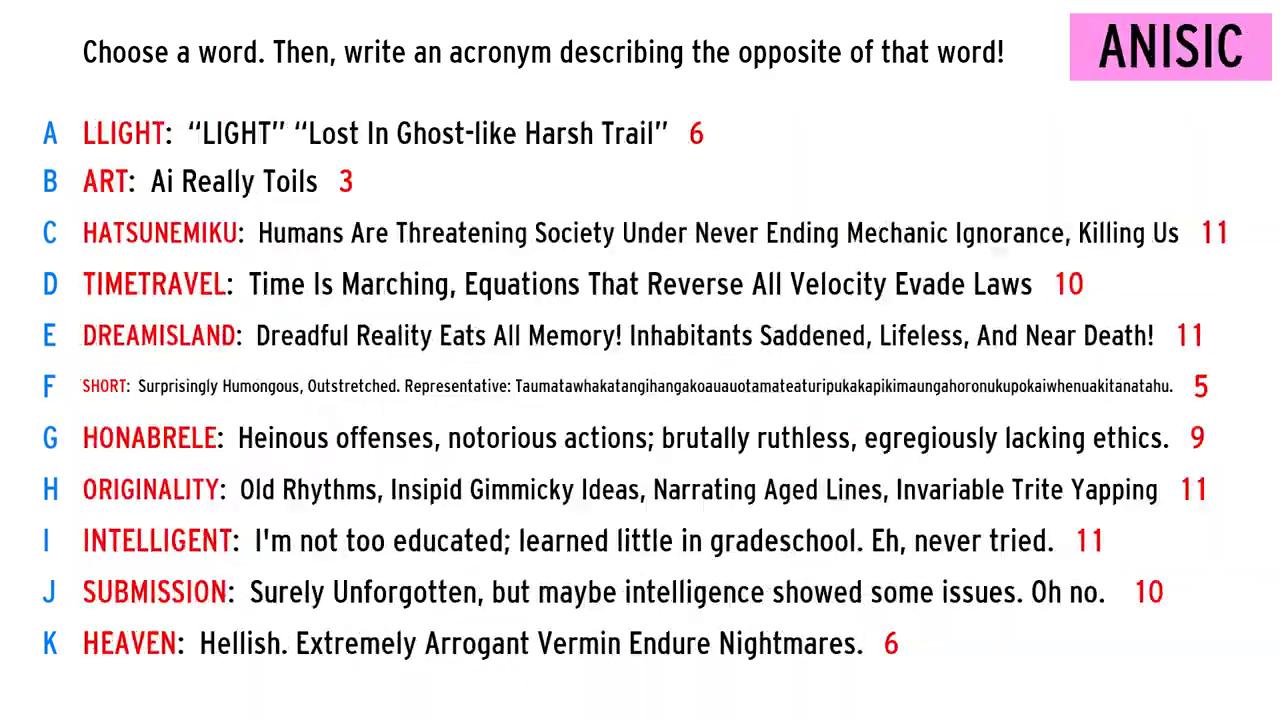 Choose a word. Then, write an acronym describing the opposite of that word!
ANISIC
A LLIGHT: “LIGHT” “Lost In Ghost-like Harsh Trail” 6
B ART: Ai Really Toils 3
C HATSUNEMIKU: Humans Are Threatening Society Under Never Ending Mechanic Ignorance, Killing Us 11
D TIMETRAVEL: Time Is Marching, Equations That Reverse All Velocity Evade Laws 10
E DREAMISLAND: Dreadful Reality Eats All Memory! Inhabitants Saddened, Lifeless, And Near Death! 11
F SHORT: Surprisingly Humongous, Outstretched. Representative: Taumatawhakatangihangakoauauotamateaturipukakapikimaungahoronukupokaiwhenuakitanatahu. 5
G HONABRELE: Heinous offenses, notorious actions; brutally ruthless, egregiously lacking ethics. 9
H ORIGINALITY: Old Rhythms, Insipid Gimmicky Ideas, Narrating Aged Lines, Invariable Trite Yapping 11
I INTELLIGENT: I'm not too educated; learned little in gradeschool. Eh, never tried. 11
J SUBMISSION: Surely Unforgotten, but maybe intelligence showed some issues. Oh no. 10
K HEAVEN: Hellish. Extremely Arrogant Vermin Endure Nightmares. 6